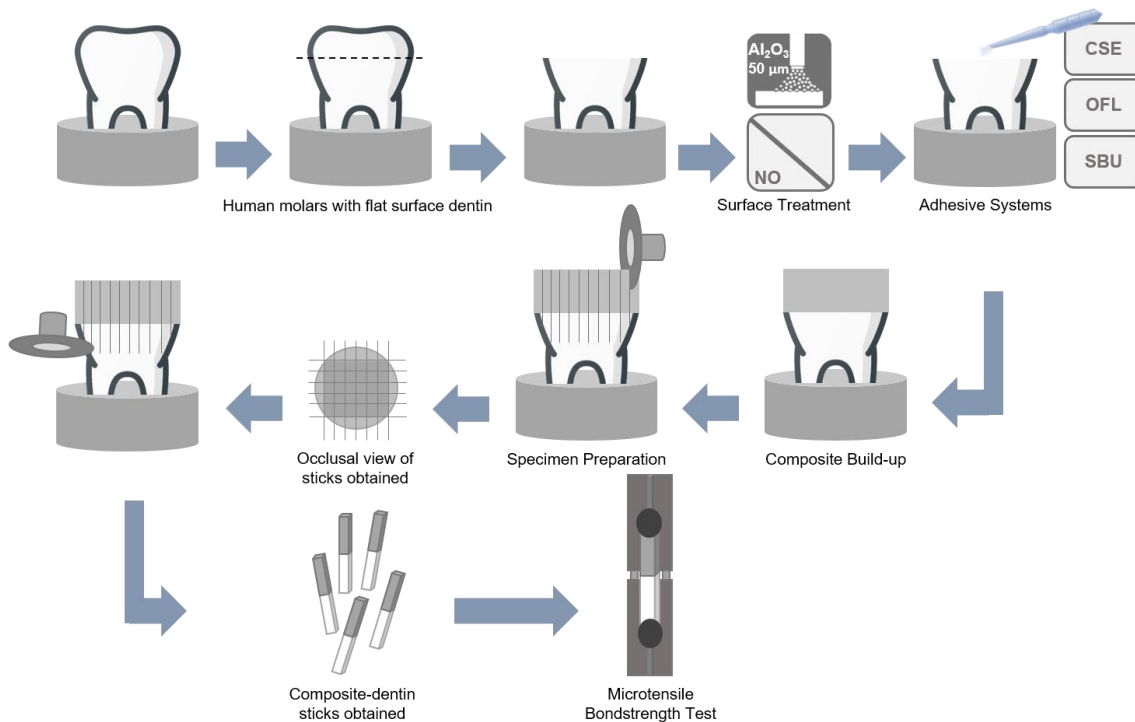 Al₂O₃
50 µm
NO
CSE
OFL
SBU
Human molars with flat surface dentin
Surface Treatment
Adhesive Systems
Occlusal view of
sticks obtained
Specimen Preparation
Composite Build-up
Composite-dentin
sticks obtained
Microtensile
Bondstrength Test